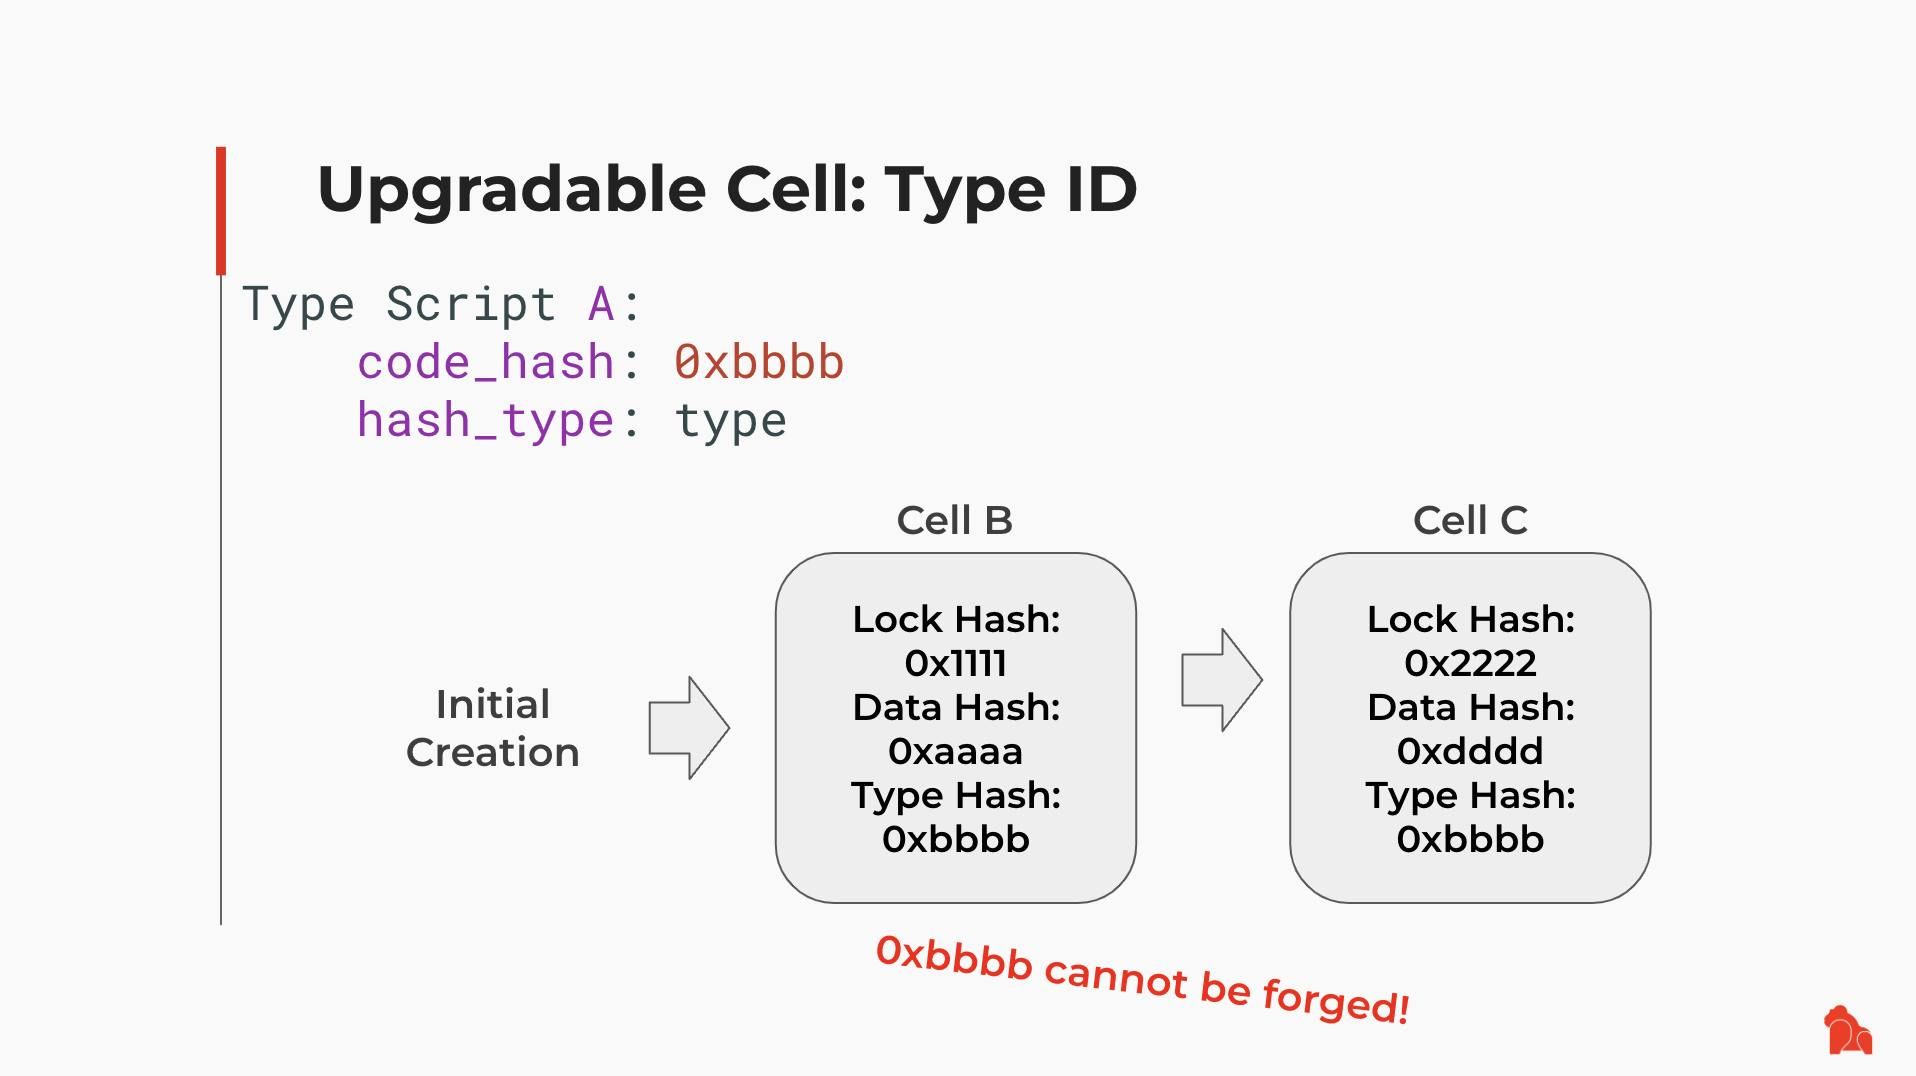 Upgradable Cell: Type ID
Type Script A:
code_hash: 0xbbbb
hash_type: type
Initial
Creation
Cell B
Lock Hash:
0x1111
Data Hash:
0xaaaa
Type Hash:
0xbbbb
Cell C
Lock Hash:
0x2222
Data Hash:
0xdddd
Type Hash:
0xbbbb
0xbbbb cannot be forged!